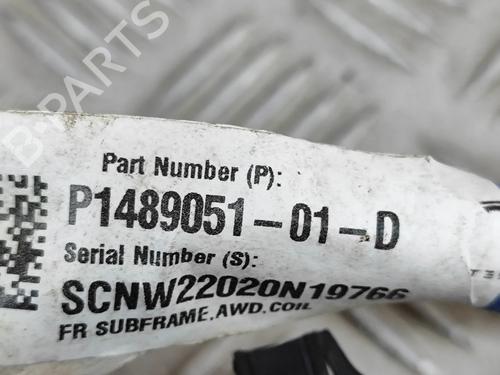 B-PARTS
Part Number (P):
P1489051-01-D
Serial Number (S):
SCNW22020N19766
FR SUBFRAME,AWD,COIL